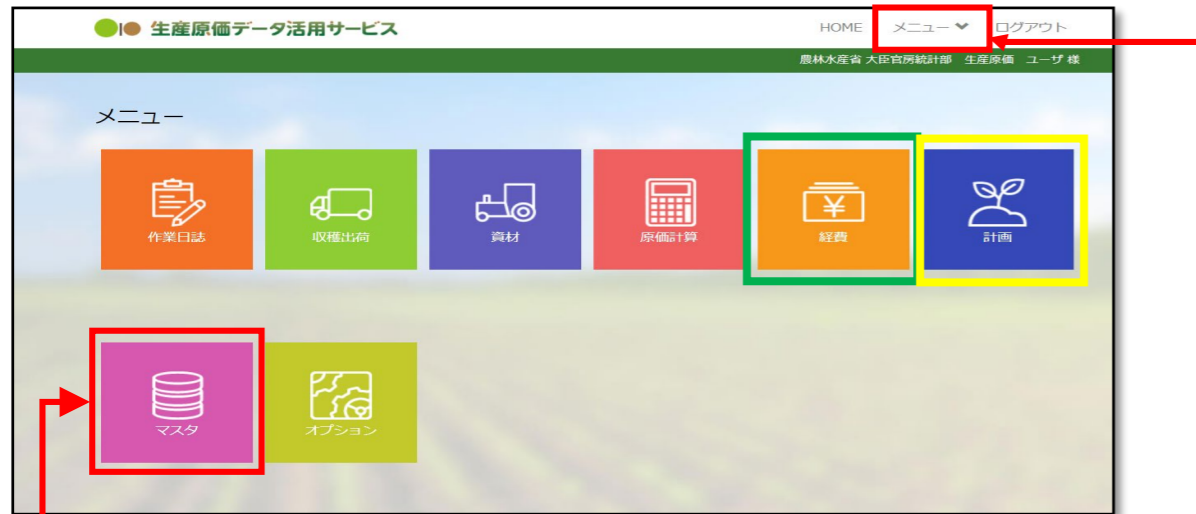 生産原価データ活用サービス
HOME メニュー ログアウト
農林水産省 大臣官房統計部 生産原価 ユーザ 様
メニュー
作業日誌 収穫出荷 資材 原価計算 経費 計画
マスタ オプション